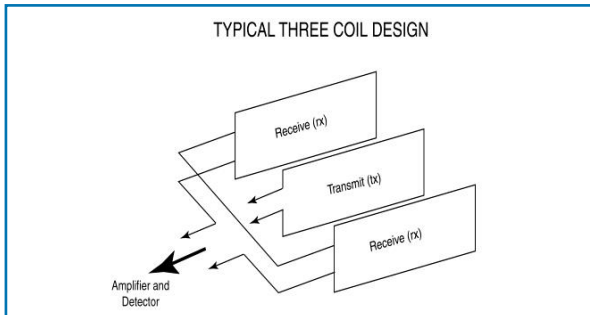 TYPICAL THREE COIL DESIGN
Receive (rx)
Transmit (tx)
Receive (rx)
Amplifier and
Detector